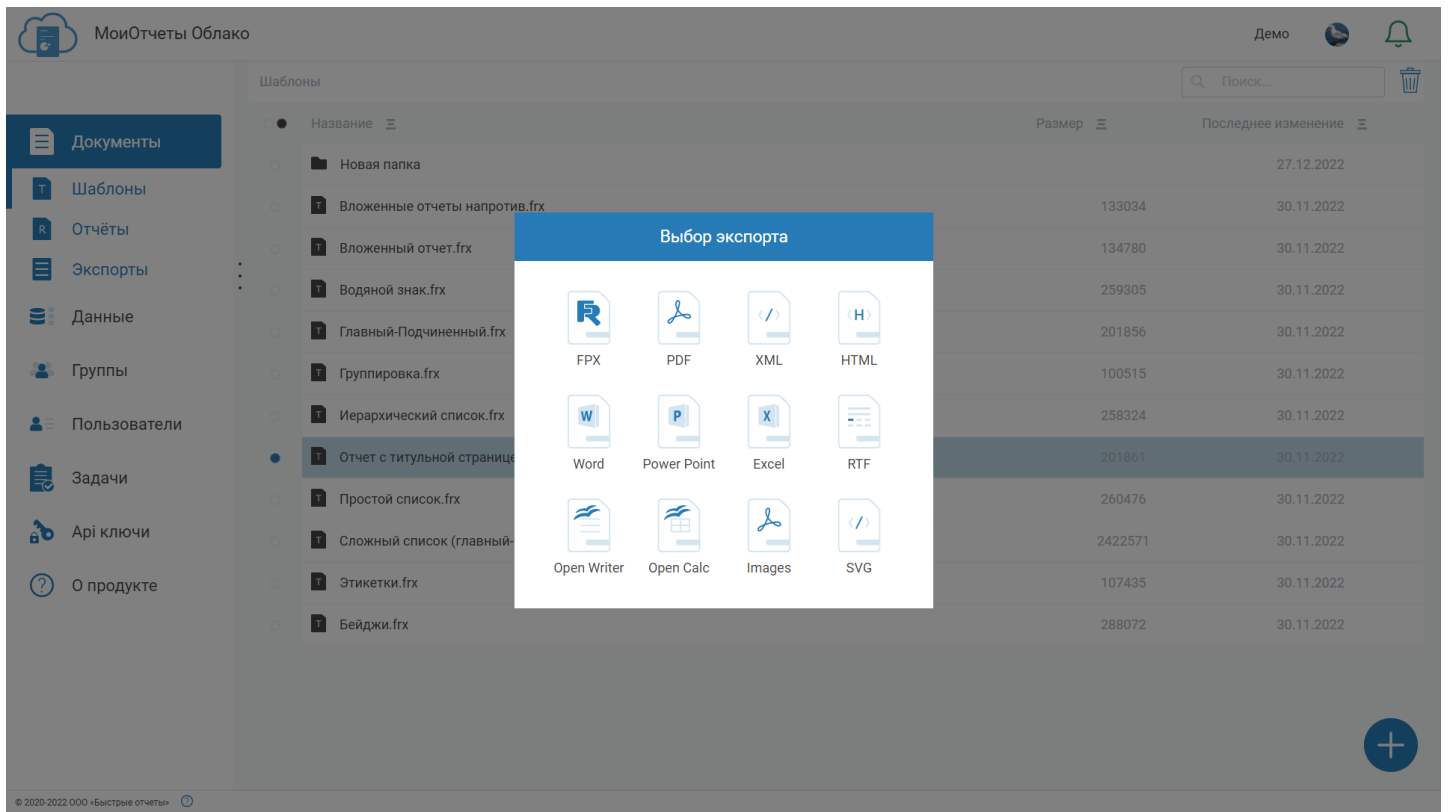 МоиОтчеты Облако
Демо
Шаблоны
Поиск...
Название
Размер
Последнее изменение
Документы
Шаблоны
Отчёты
Экспорты
Данные
Группы
Пользователи
Задачи
Api ключи
О продукте
Новая папка 27.12.2022
Вложенные отчеты напротив.frx 133034 30.11.2022
Вложенный отчет.frx 134780 30.11.2022
Водяной знак.frx 259305 30.11.2022
Главный-Подчиненный.frx 201856 30.11.2022
Группировка.frx 100515 30.11.2022
Иерархический список.frx 258324 30.11.2022
Отчет с титульной странице 201861 30.11.2022
Простой список.frx 260476 30.11.2022
Сложный список (главный- 2422571 30.11.2022
Этикетки.frx 107435 30.11.2022
Бейджи.frx 288072 30.11.2022
Выбор экспорта
FPX PDF XML HTML
Word Power Point Excel RTF
Open Writer Open Calc Images SVG
© 2020-2022 ООО «Быстрые отчеты»